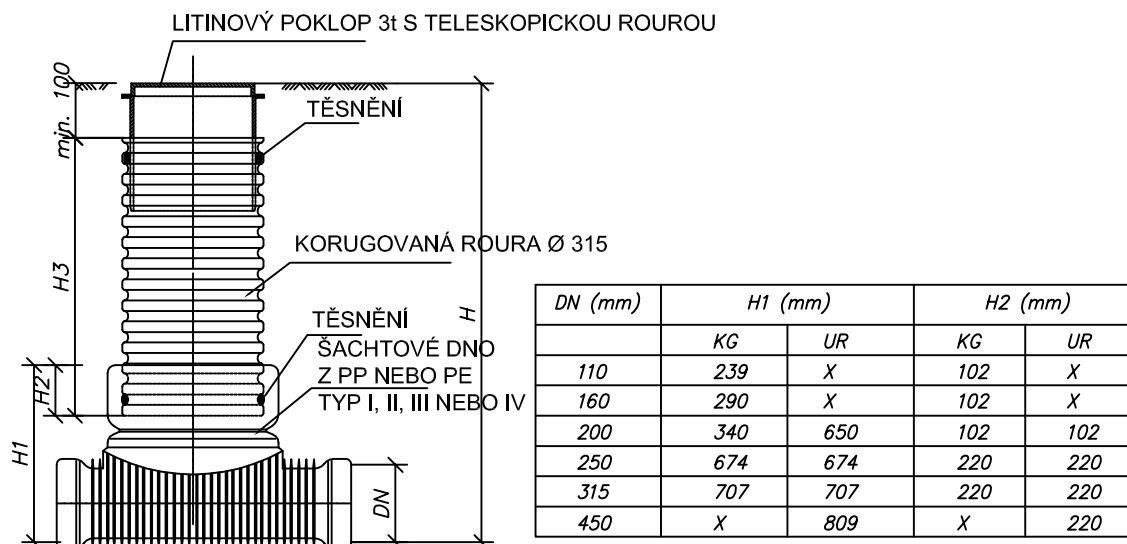 LITINOVÝ POKLOP 3t S TELESKOPICKOU ROUROU
min. 100
TĚSNĚNÍ
KORUGOVANÁ ROURA Ø 315
H3
H
TĚSNĚNÍ
ŠACHTOVÉ DNO
Z PP NEBO PE
TYP I, II, III NEBO IV
H2
H1
DN
DN (mm) H1 (mm) H2 (mm)
KG UR KG UR
110 239 X 102 X
160 290 X 102 X
200 340 650 102 102
250 674 674 220 220
315 707 707 220 220
450 X 809 X 220